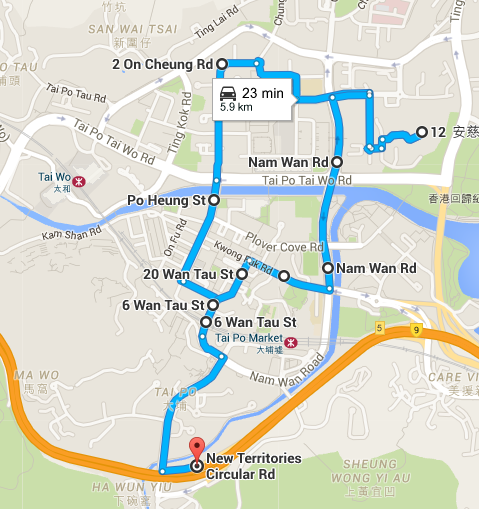 竹坑
SAN WAI TSAI
新圍仔
Ting Lai Rd
2 On Cheung Rd
23 min
5.9 km
Tai Po Tau Rd
Ting Kok Rd
Tai Po Tai Wo Rd
12 安慈
Tai Wo
太和
Nam Wan Rd
Tai Po Tai Wo Rd
香港回歸紀
Po Heung St
Kam Shan Rd
On Fu Rd
Plover Cove Rd
Kwong Fuk Rd
20 Wan Tau St
Nam Wan Rd
6 Wan Tau St
6 Wan Tau St
5
9
Tai Po Market
大埔墟
Nam Wan Road
MA WO
馬窩
TAI PO
大埔
CARE VI
美援
New Territories
Circular Rd
SHEUNG
WONG YI AU
上黃宜凹
HA WUN YIU
下碗窰